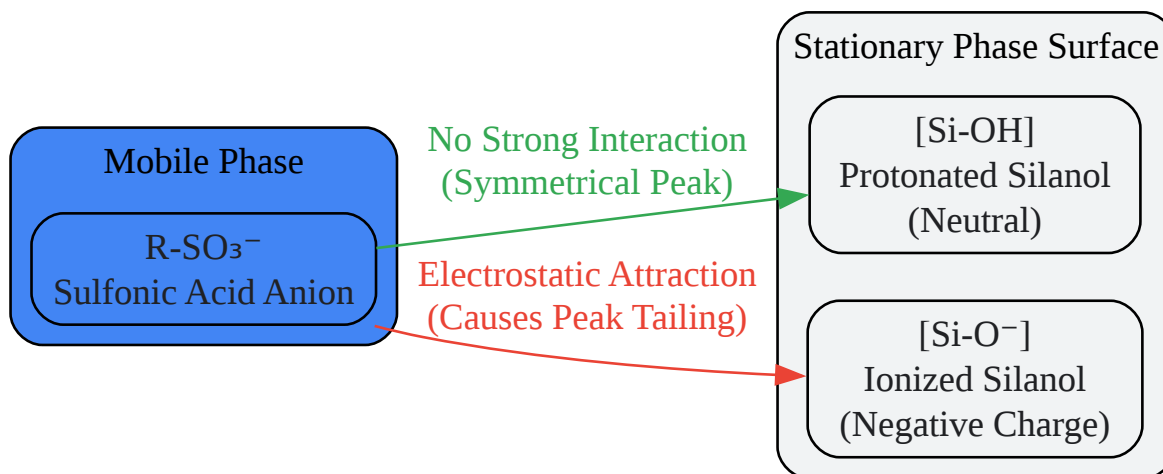 Mobile Phase
R-SO₃⁻
Sulfonic Acid Anion
No Strong Interaction
(Symmetrical Peak)
Electrostatic Attraction
(Causes Peak Tailing)
Stationary Phase Surface
[Si-OH]
Protonated Silanol
(Neutral)
[Si-O⁻]
Ionized Silanol
(Negative Charge)